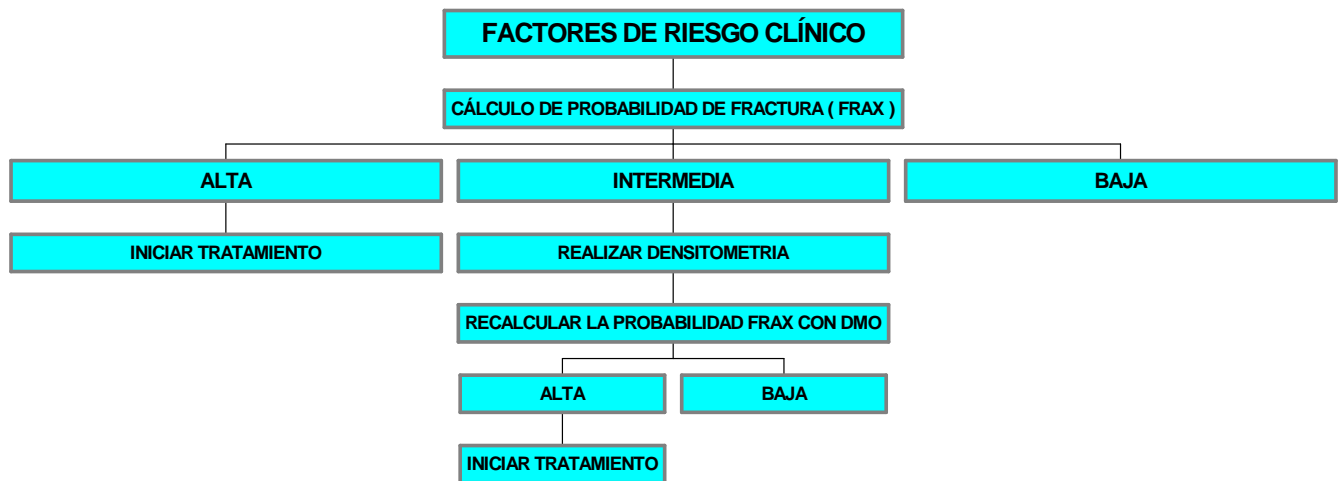 FACTORES DE RIESGO CLÍNICO
CÁLCULO DE PROBABILIDAD DE FRACTURA ( FRAX )
ALTA
INTERMEDIA
BAJA
INICIAR TRATAMIENTO
REALIZAR DENSITOMETRIA
RECALCULAR LA PROBABILIDAD FRAX CON DMO
ALTA
BAJA
INICIAR TRATAMIENTO